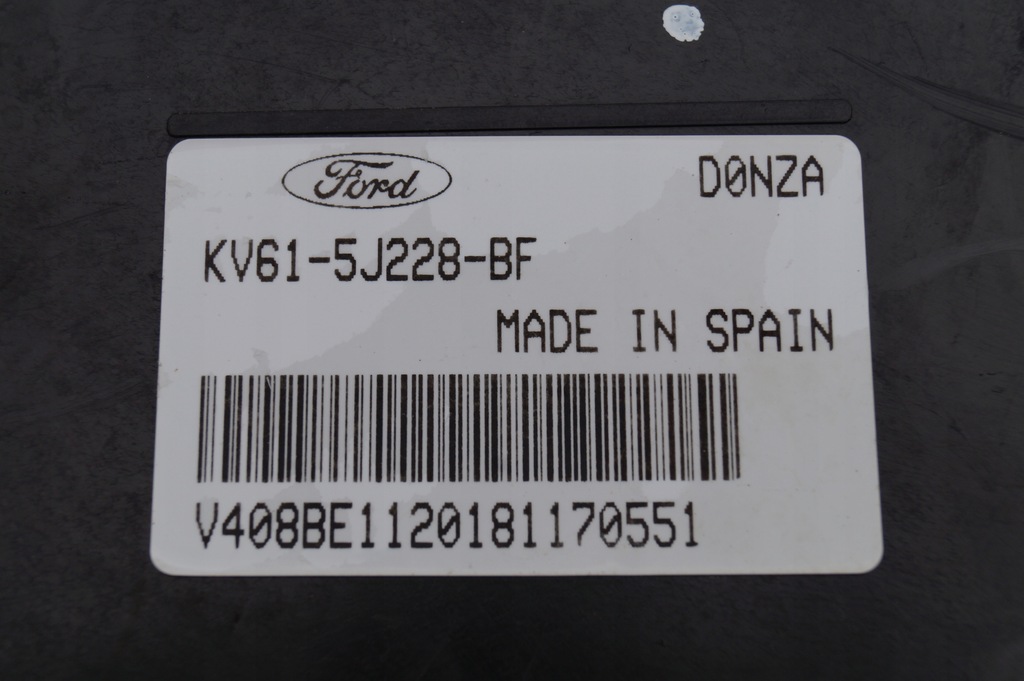 Ford D0NZA
KV61-5J228-BF
MADE IN SPAIN
V408BE1120181170551